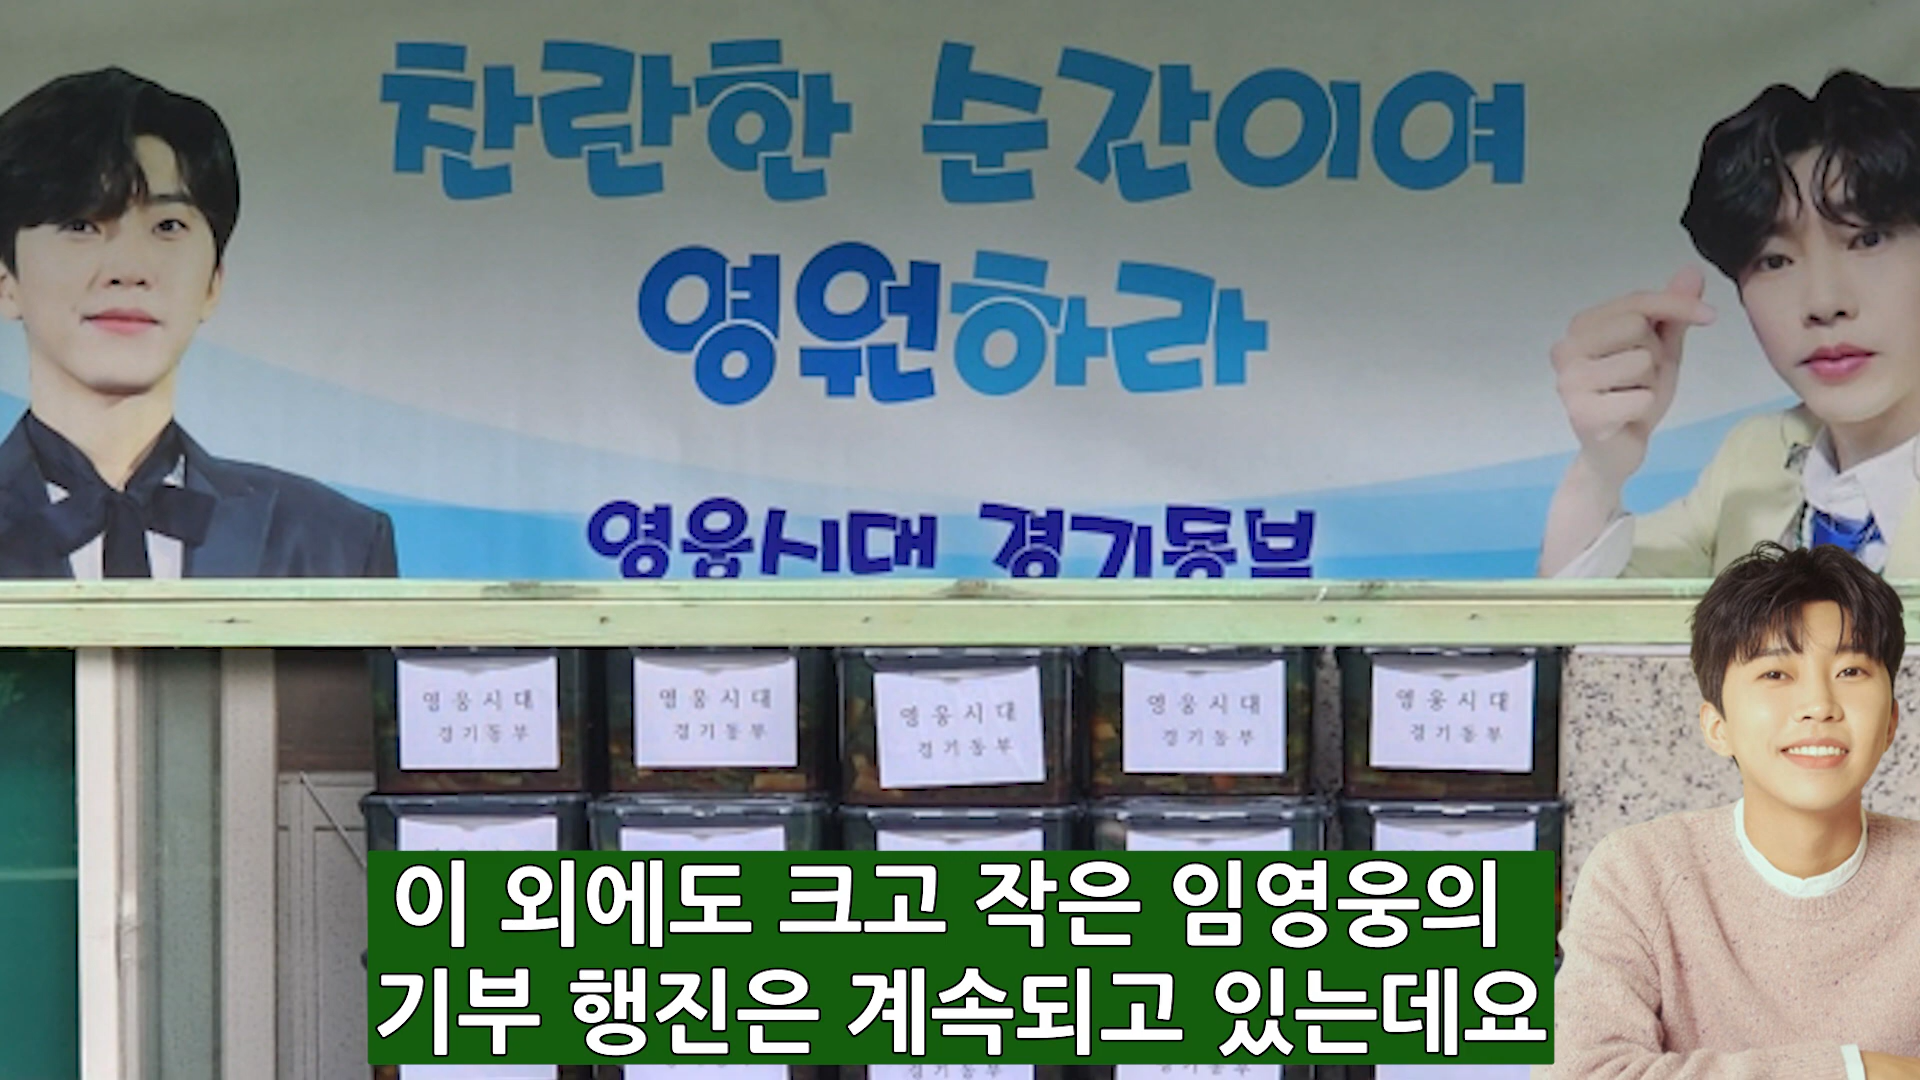 찬란한 순간이여
영원하라
영웅시대 경기동부
영웅시대
경기동부
영웅시대
경기동부
영웅시대
경기동부
영웅시대
경기동부
영웅시대
경기동부
이 외에도 크고 작은 임영웅의
기부 행진은 계속되고 있는데요